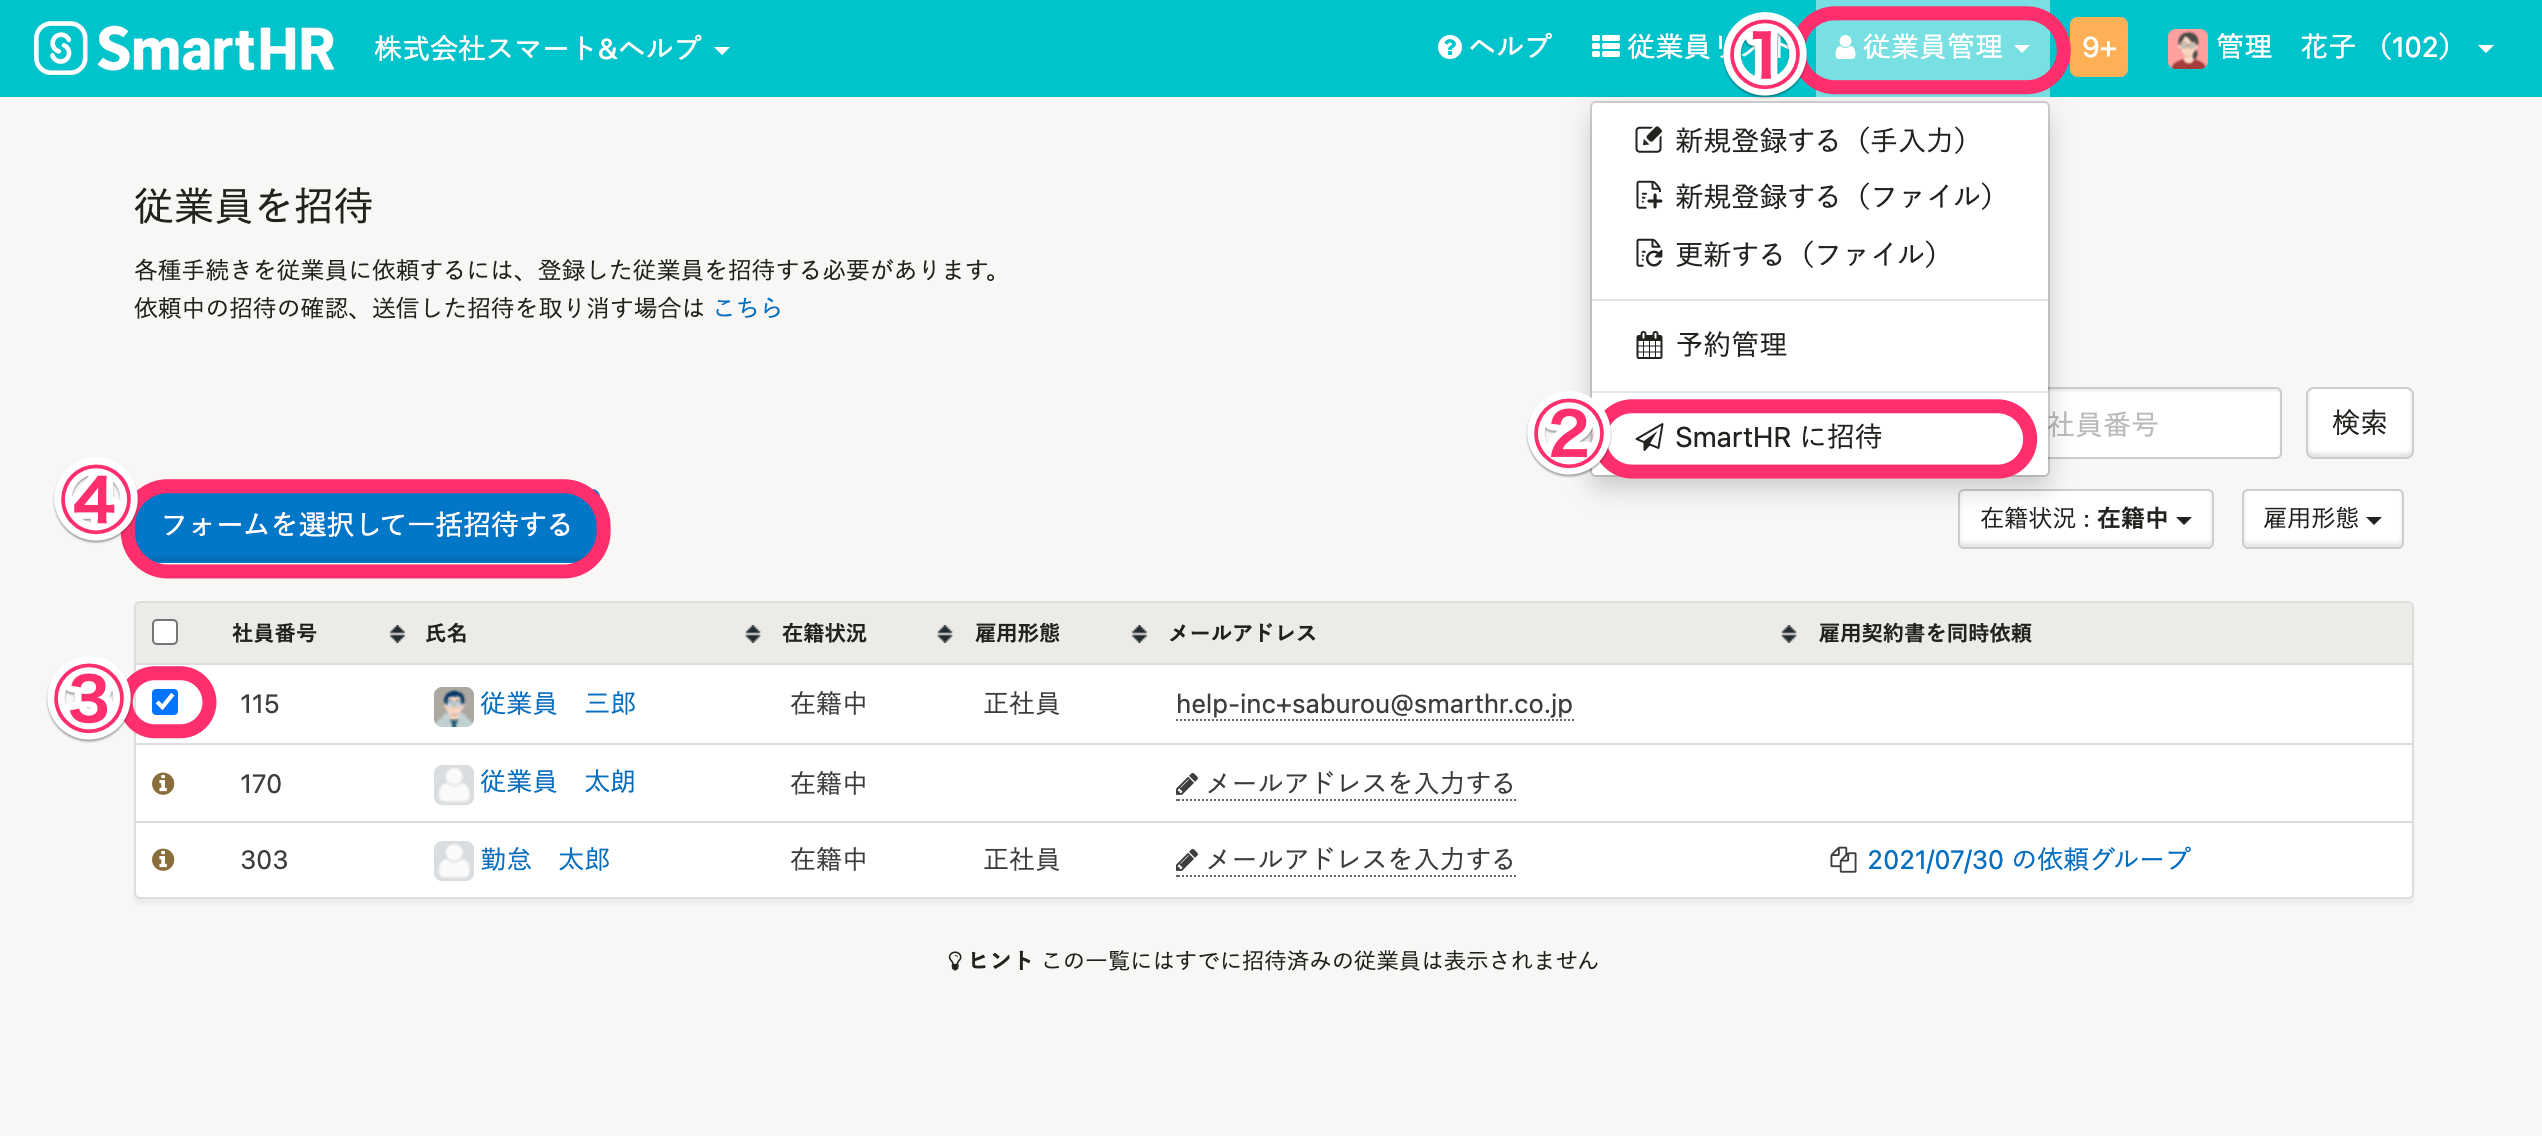 SmartHR 株式会社スマート&ヘルプ ヘルプ 従業員リスト ① 従業員管理 9+ 管理 花子 （102）
新規登録する（手入力）
新規登録する（ファイル）
更新する（ファイル）
予約管理
② SmartHR に招待
従業員を招待
各種手続きを従業員に依頼するには、登録した従業員を招待する必要があります。
依頼中の招待の確認、送信した招待を取り消す場合は こちら
社員番号 検索
④ フォームを選択して一括招待する 在籍状況 : 在籍中 雇用形態
社員番号 氏名 在籍状況 雇用形態 メールアドレス 雇用契約書を同時依頼
③ 115 従業員 三郎 在籍中 正社員 help-inc+saburou@smarthr.co.jp
170 従業員 太朗 在籍中 メールアドレスを入力する
303 勤怠 太郎 在籍中 正社員 メールアドレスを入力する 2021/07/30 の依頼グループ
ヒント この一覧にはすでに招待済みの従業員は表示されません